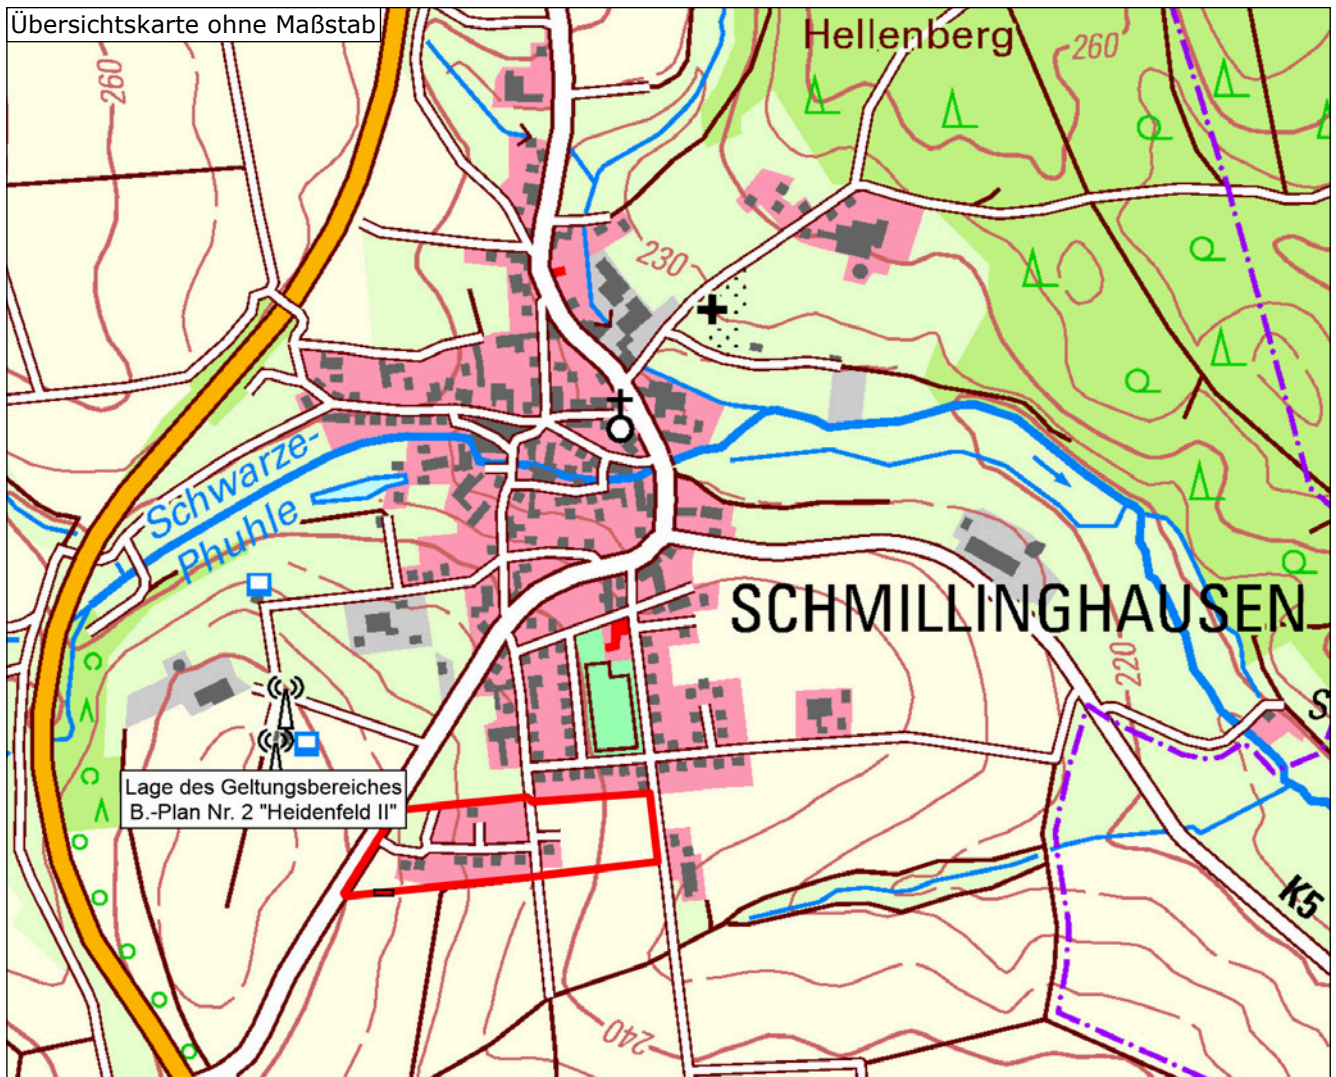 Übersichtskarte ohne Maßstab
Hellenberg
260
260
230
Schwarze-
Phuhle
SCHMILLINGHAUSEN
220
S
Lage des Geltungsbereiches
B.-Plan Nr. 2 "Heidenfeld II"
K5
240